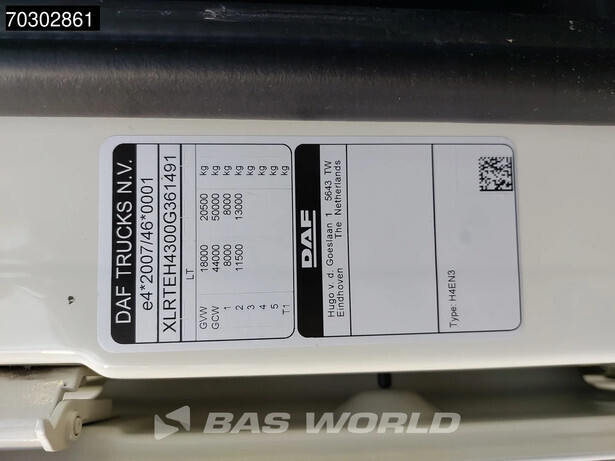 70302861
DAF TRUCKS N.V.
e4*2007/46*0001
XLRTEH4300G361491
LT
GVW 18000 20500 kg
GCW 44000 50000 kg
1 8000 8000 kg
2 11500 13000 kg
3 kg
4 kg
5 kg
T1 kg
DAF
Hugo v. d. Goeslaan 1 5643 TW
Eindhoven The Netherlands
Type: H4EN3
BAS WORLD